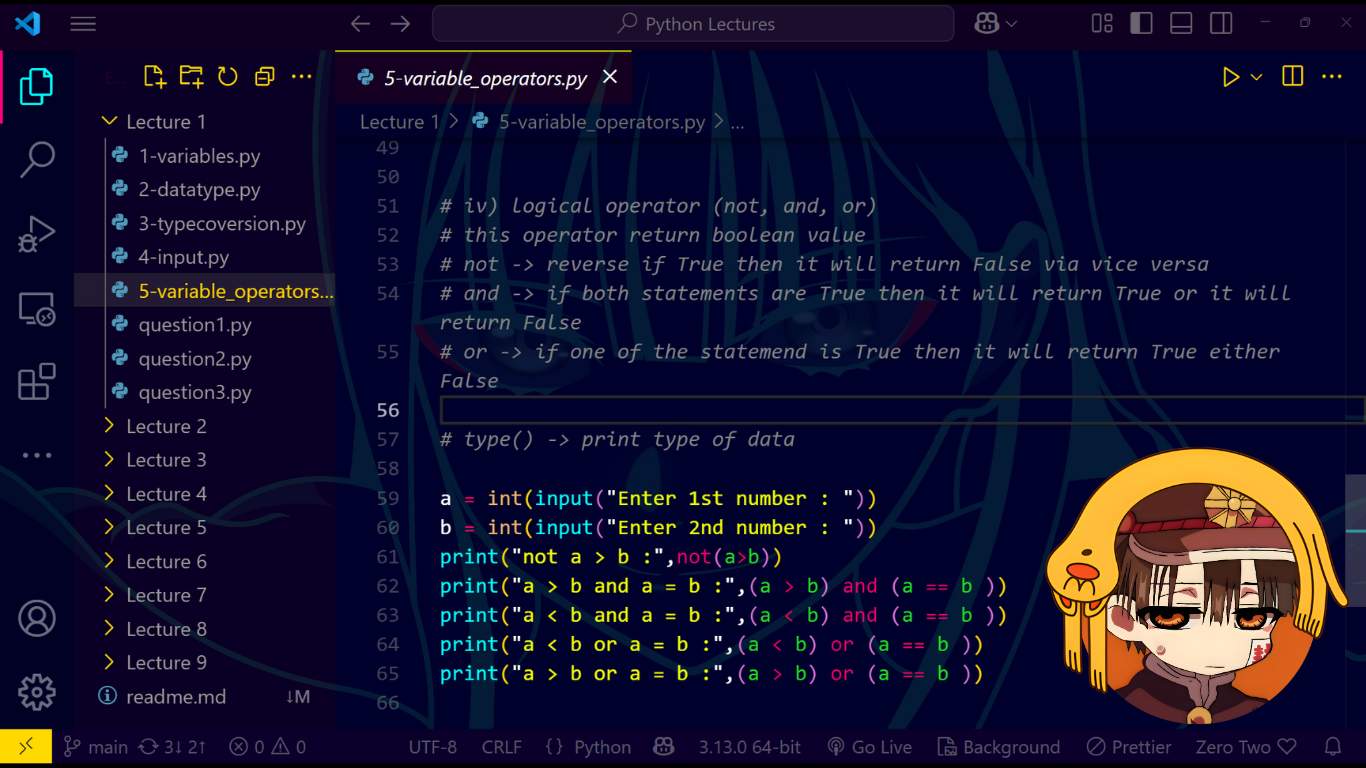 Python Lectures
5-variable_operators.py
Lecture 1
1-variables.py
2-datatype.py
3-typecoversion.py
4-input.py
5-variable_operators...
question1.py
question2.py
question3.py
Lecture 2
Lecture 3
Lecture 4
Lecture 5
Lecture 6
Lecture 7
Lecture 8
Lecture 9
readme.md ↓M
Lecture 1 > 5-variable_operators.py > ...
49
50
51 # iv) logical operator (not, and, or)
52 # this operator return boolean value
53 # not -> reverse if True then it will return False via vice versa
54 # and -> if both statements are True then it will return True or it will
return False
55 # or -> if one of the statemend is True then it will return True either
False
56
57 # type() -> print type of data
58
59 a = int(input("Enter 1st number : "))
60 b = int(input("Enter 2nd number : "))
61 print("not a > b :",not(a>b))
62 print("a > b and a = b :",(a > b) and (a == b ))
63 print("a < b and a = b :",(a < b) and (a == b ))
64 print("a < b or a = b :",(a < b) or (a == b ))
65 print("a > b or a = b :",(a > b) or (a == b ))
66
main 3↓ 2↑ 0 0 UTF-8 CRLF {} Python 3.13.0 64-bit Go Live Background Prettier Zero Two ♡